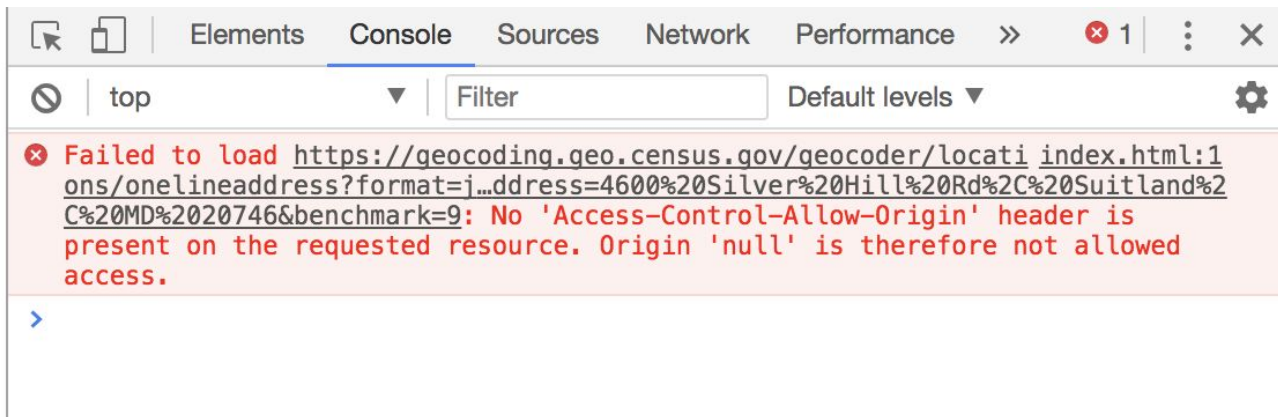 Elements Console Sources Network Performance » 1
top ▼ Filter Default levels ▼
Failed to load https://geocoding.geo.census.gov/geocoder/locati index.html:1
ons/onelineaddress?format=j…ddress=4600%20Silver%20Hill%20Rd%2C%20Suitland%2
C%20MD%2020746&benchmark=9: No 'Access-Control-Allow-Origin' header is
present on the requested resource. Origin 'null' is therefore not allowed
access.